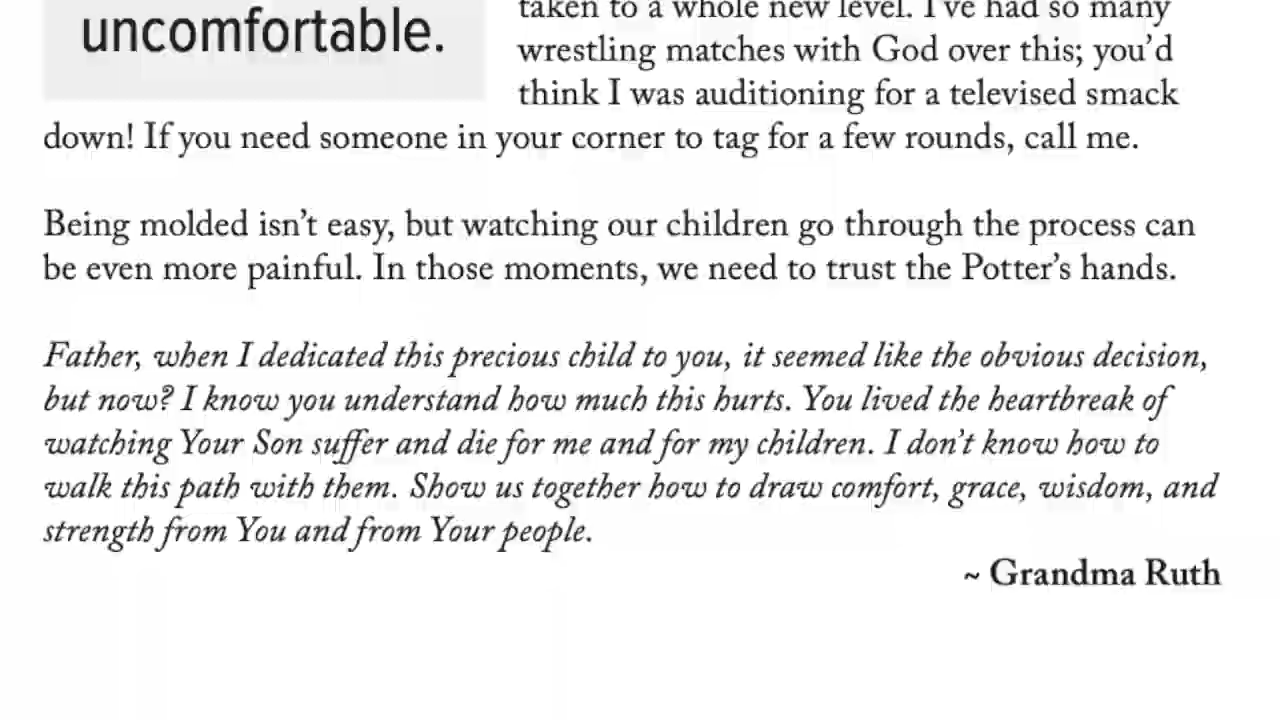 uncomfortable.
taken to a whole new level. I've had so many
wrestling matches with God over this; you'd
think I was auditioning for a televised smack
down! If you need someone in your corner to tag for a few rounds, call me.
Being molded isn't easy, but watching our children go through the process can
be even more painful. In those moments, we need to trust the Potter's hands.
Father, when I dedicated this precious child to you, it seemed like the obvious decision,
but now? I know you understand how much this hurts. You lived the heartbreak of
watching Your Son suffer and die for me and for my children. I don't know how to
walk this path with them. Show us together how to draw comfort, grace, wisdom, and
strength from You and from Your people.
~ Grandma Ruth